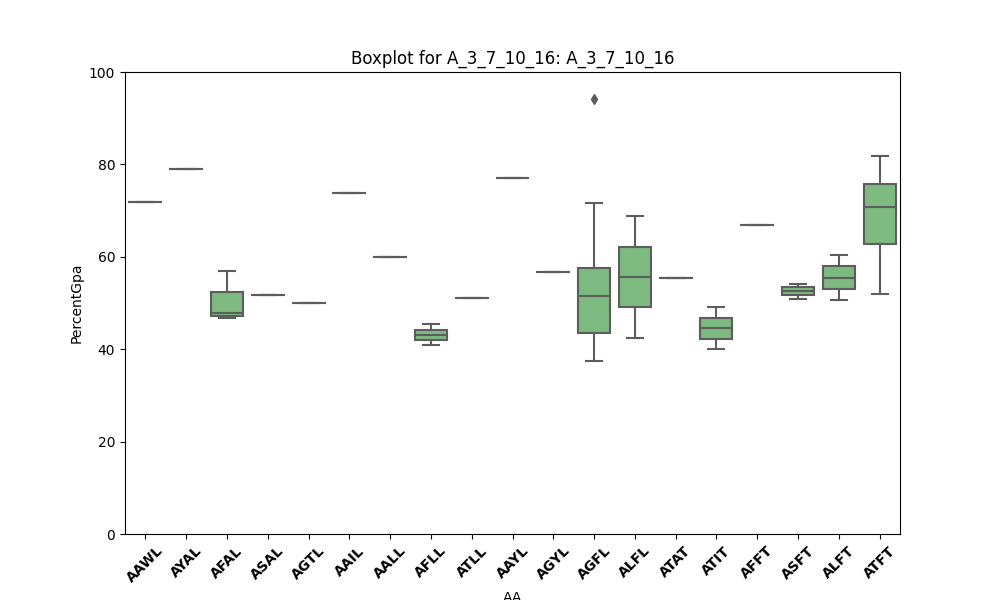 Boxplot for A_3_7_10_16: A_3_7_10_16
PercentGpa
100
80
60
40
20
0
AAWL AYAL AFAL ASAL AGTL AAIL AALL AFLL ATLL AAYL AGYL AGFL ALFL ATAT ATIT AFFT ASFT ALFT ATFT
AA